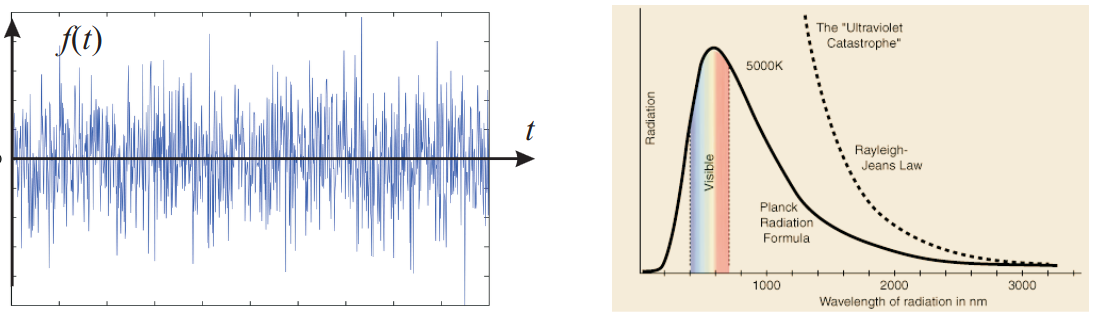 f(t)
t
The "Ultraviolet
Catastrophe"
5000K
Radiation
Visible
Rayleigh-
Jeans Law
Planck
Radiation
Formula
1000
2000
3000
Wavelength of radiation in nm